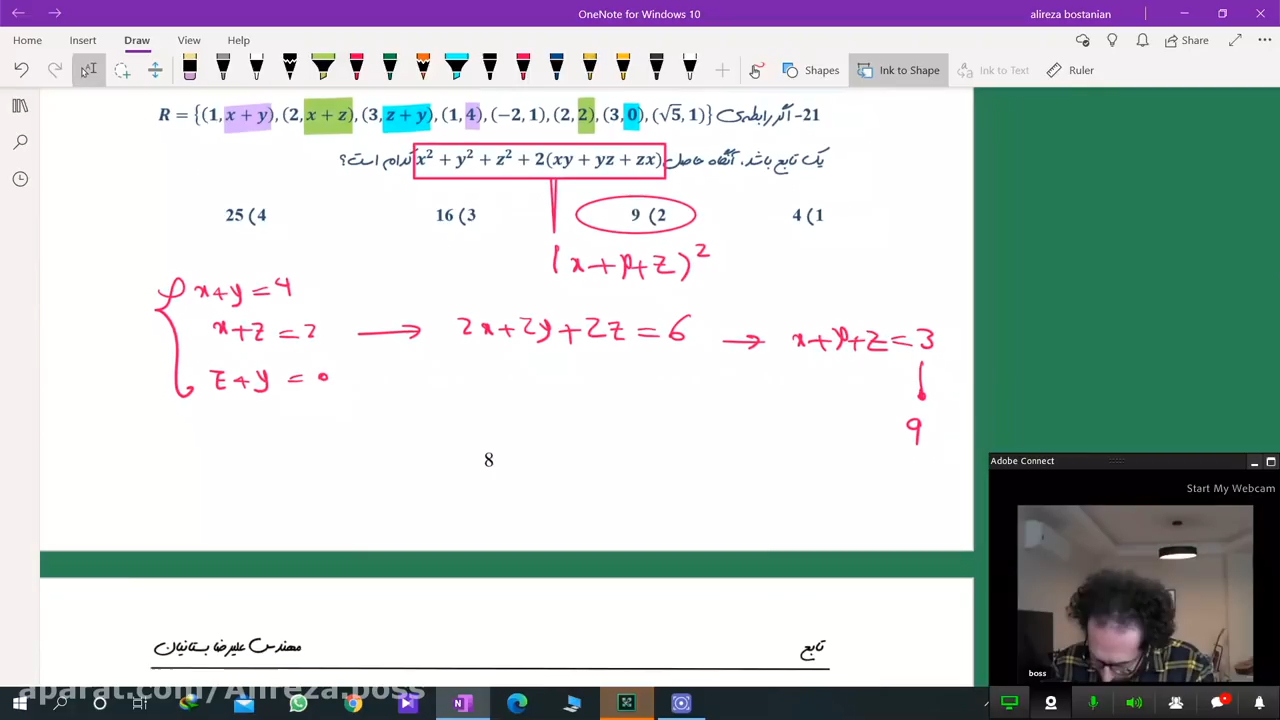 OneNote for Windows 10
alireza bostanian
Home Insert Draw View Help
Share
Shapes
Ink to Shape
Ink to Text
Ruler
21- اگر رابطه‌ی R = {(1, x + y), (2, x + z), (3, z + y), (1, 4), (−2, 1), (2, 2), (3, 0), (√5, 1)}
یک تابع باشد، آنگاه حاصل x² + y² + z² + 2(xy + yz + zx) کدام است؟
1) 4 2) 9 3) 16 4) 25
(x+y+z)²
x+y=4
x+z=2 → 2x+2y+2z=6 → x+y+z=3
z+y=0
9
8
Adobe Connect
Start My Webcam
boss
تابع
مهندس علیرضا بستانیان
aparat.com/Alireza.boss